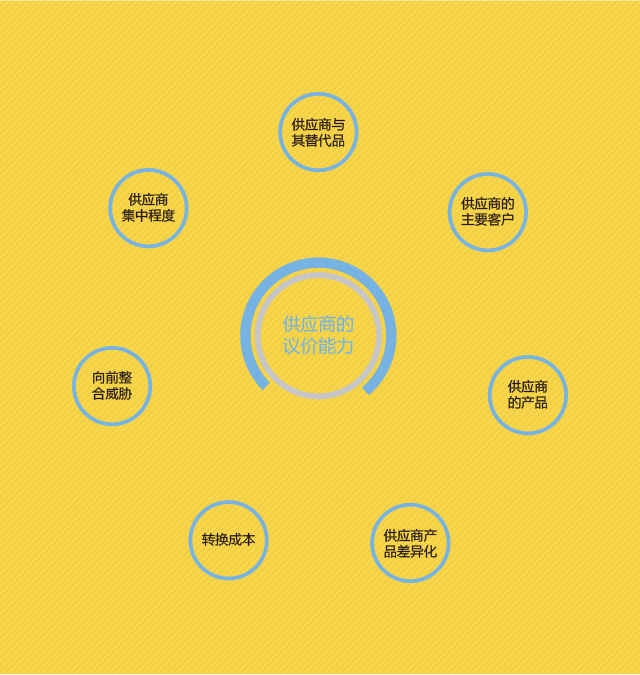 供应商与
其替代品
供应商
集中程度
供应商的
主要客户
供应商的
议价能力
向前整
合威胁
供应商
的产品
转换成本
供应商产
品差异化